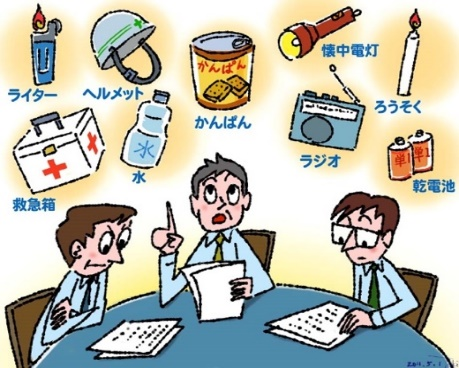 ライター
ヘルメット
かんぱん
かんぱん
懐中電灯
ろうそく
救急箱
水
水
ラジオ
単1
単1
乾電池